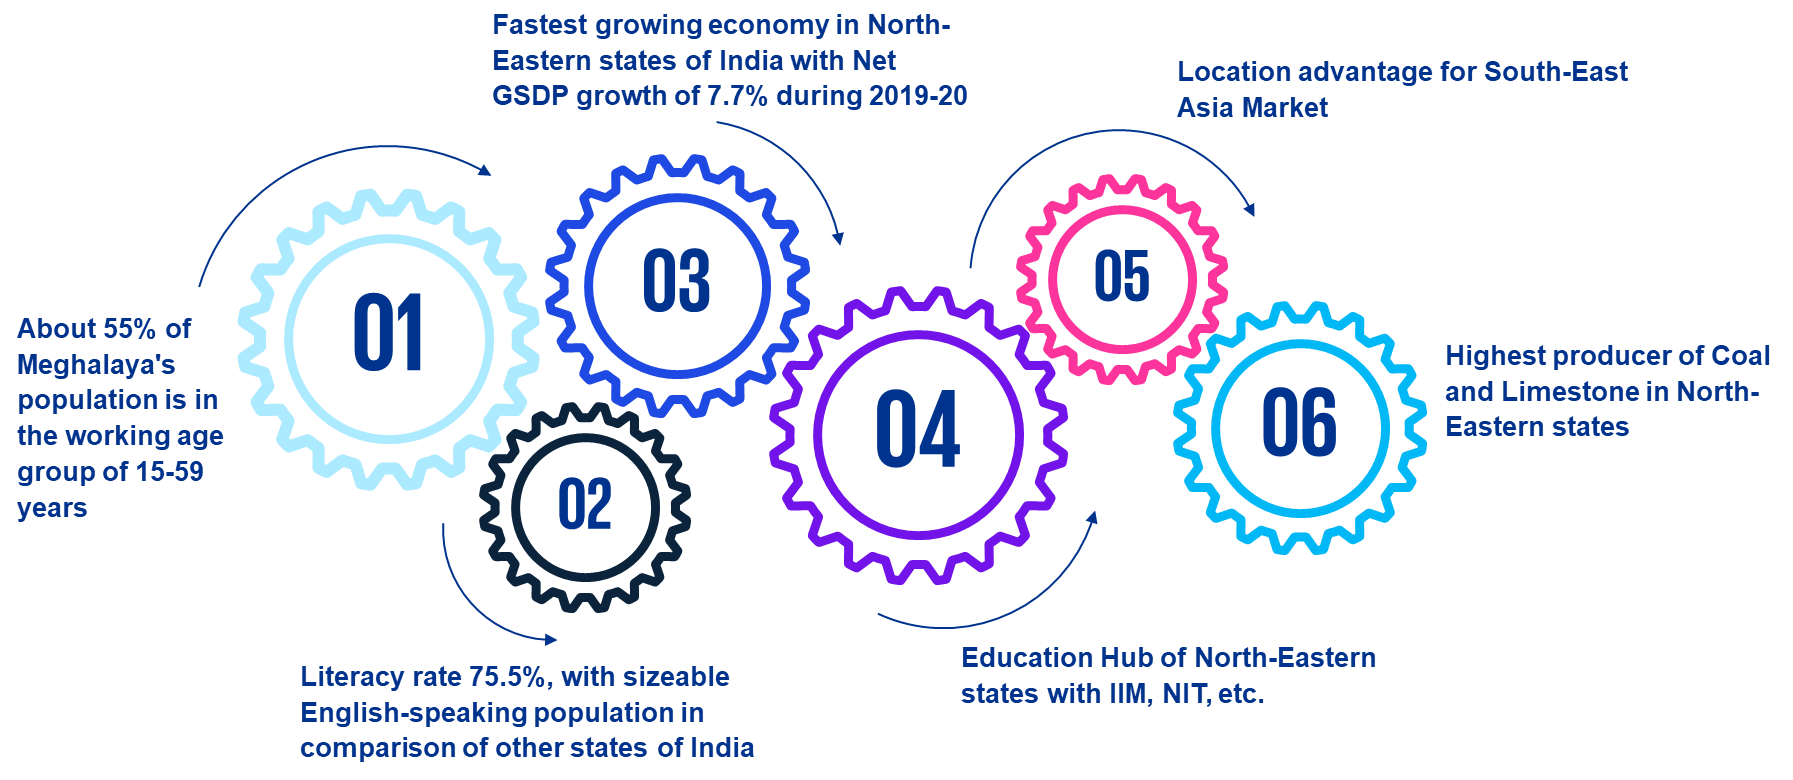 01
About 55% of
Meghalaya's
population is in
the working age
group of 15-59
years
02
Literacy rate 75.5%, with sizeable
English-speaking population in
comparison of other states of India
03
Fastest growing economy in North-
Eastern states of India with Net
GSDP growth of 7.7% during 2019-20
04
Education Hub of North-Eastern
states with IIM, NIT, etc.
05
Location advantage for South-East
Asia Market
06
Highest producer of Coal
and Limestone in North-
Eastern states